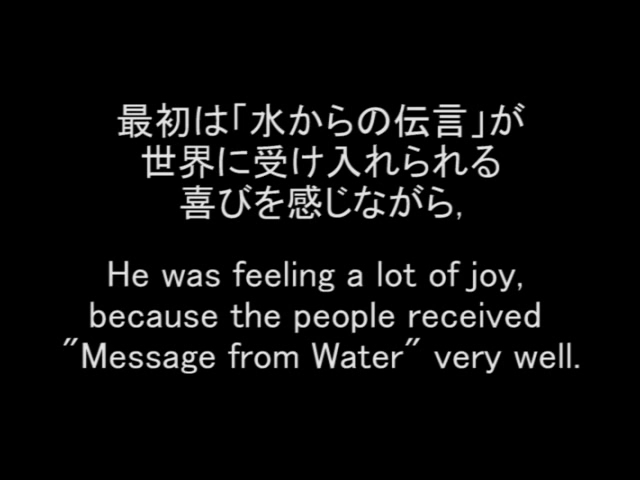 最初は「水からの伝言」が
世界に受け入れられる
喜びを感じながら,
He was feeling a lot of joy,
because the people received
"Message from Water" very well.